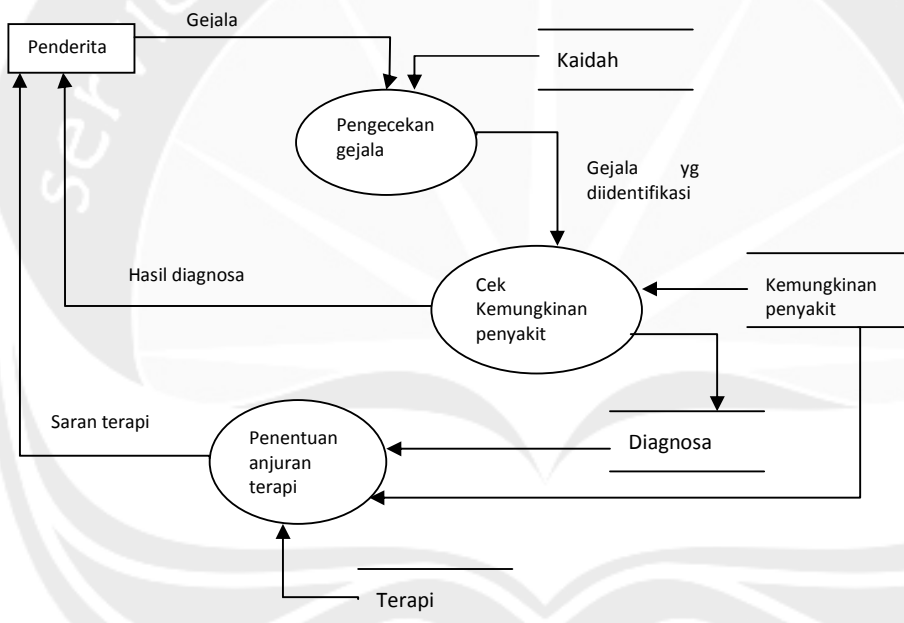 Gejala
Penderita
Kaidah
Pengecekan
gejala
Gejala yg
diidentifikasi
Hasil diagnosa
Cek
Kemungkinan
penyakit
Kemungkinan
penyakit
Saran terapi
Penentuan
anjuran
terapi
Diagnosa
Terapi